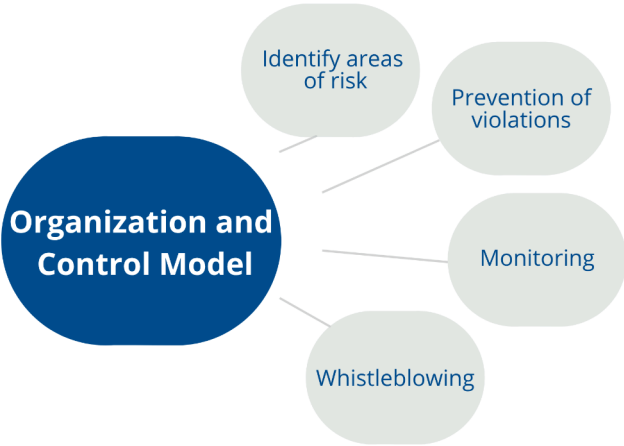 Identify areas
of risk
Prevention of
violations
Organization and
Control Model
Monitoring
Whistleblowing